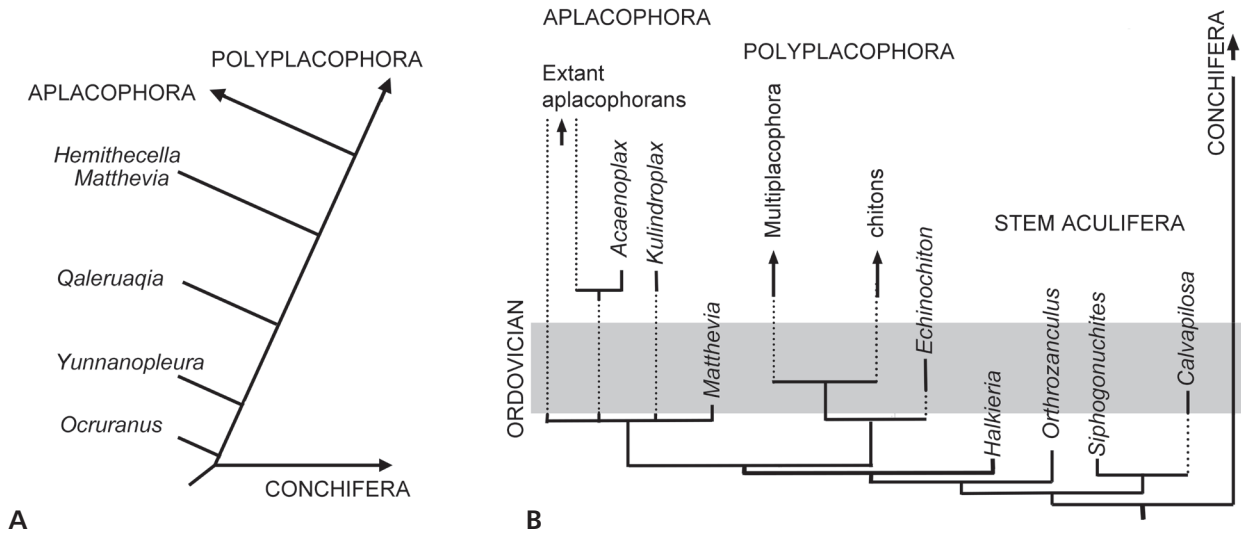 POLYPLACOPHORA
APLACOPHORA
Hemithecella
Matthevia
Qaleruaqia
Yunnanopleura
Ocruranus
CONCHIFERA
A
APLACOPHORA
POLYPLACOPHORA
Extant
aplacophorans
Acaenoplax
Kulindroplax
Matthevia
Multiplacophora
chitons
Echinochiton
STEM ACULIFERA
Halkieria
Orthrozanculus
Siphogonuchites
Calvapilosa
CONCHIFERA
ORDOVICIAN
B